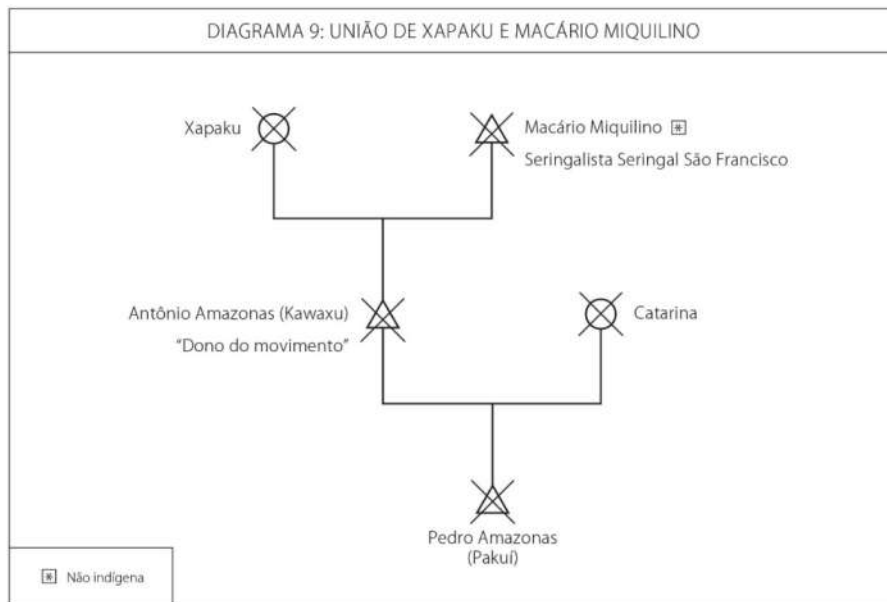 DIAGRAMA 9: UNIÃO DE XAPAKU E MACÁRIO MIQUILINO
Xapaku
Macário Miquilino
Seringalista Seringal São Francisco
Antônio Amazonas (Kawaxu)
"Dono do movimento"
Catarina
Pedro Amazonas
(Pakuí)
Não indígena